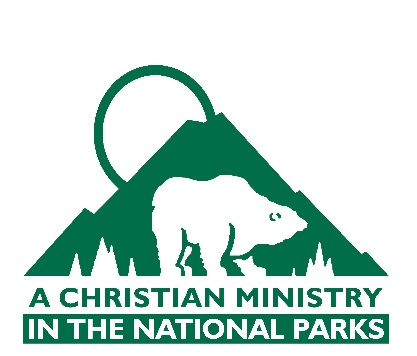 A CHRISTIAN MINISTRY
IN THE NATIONAL PARKS